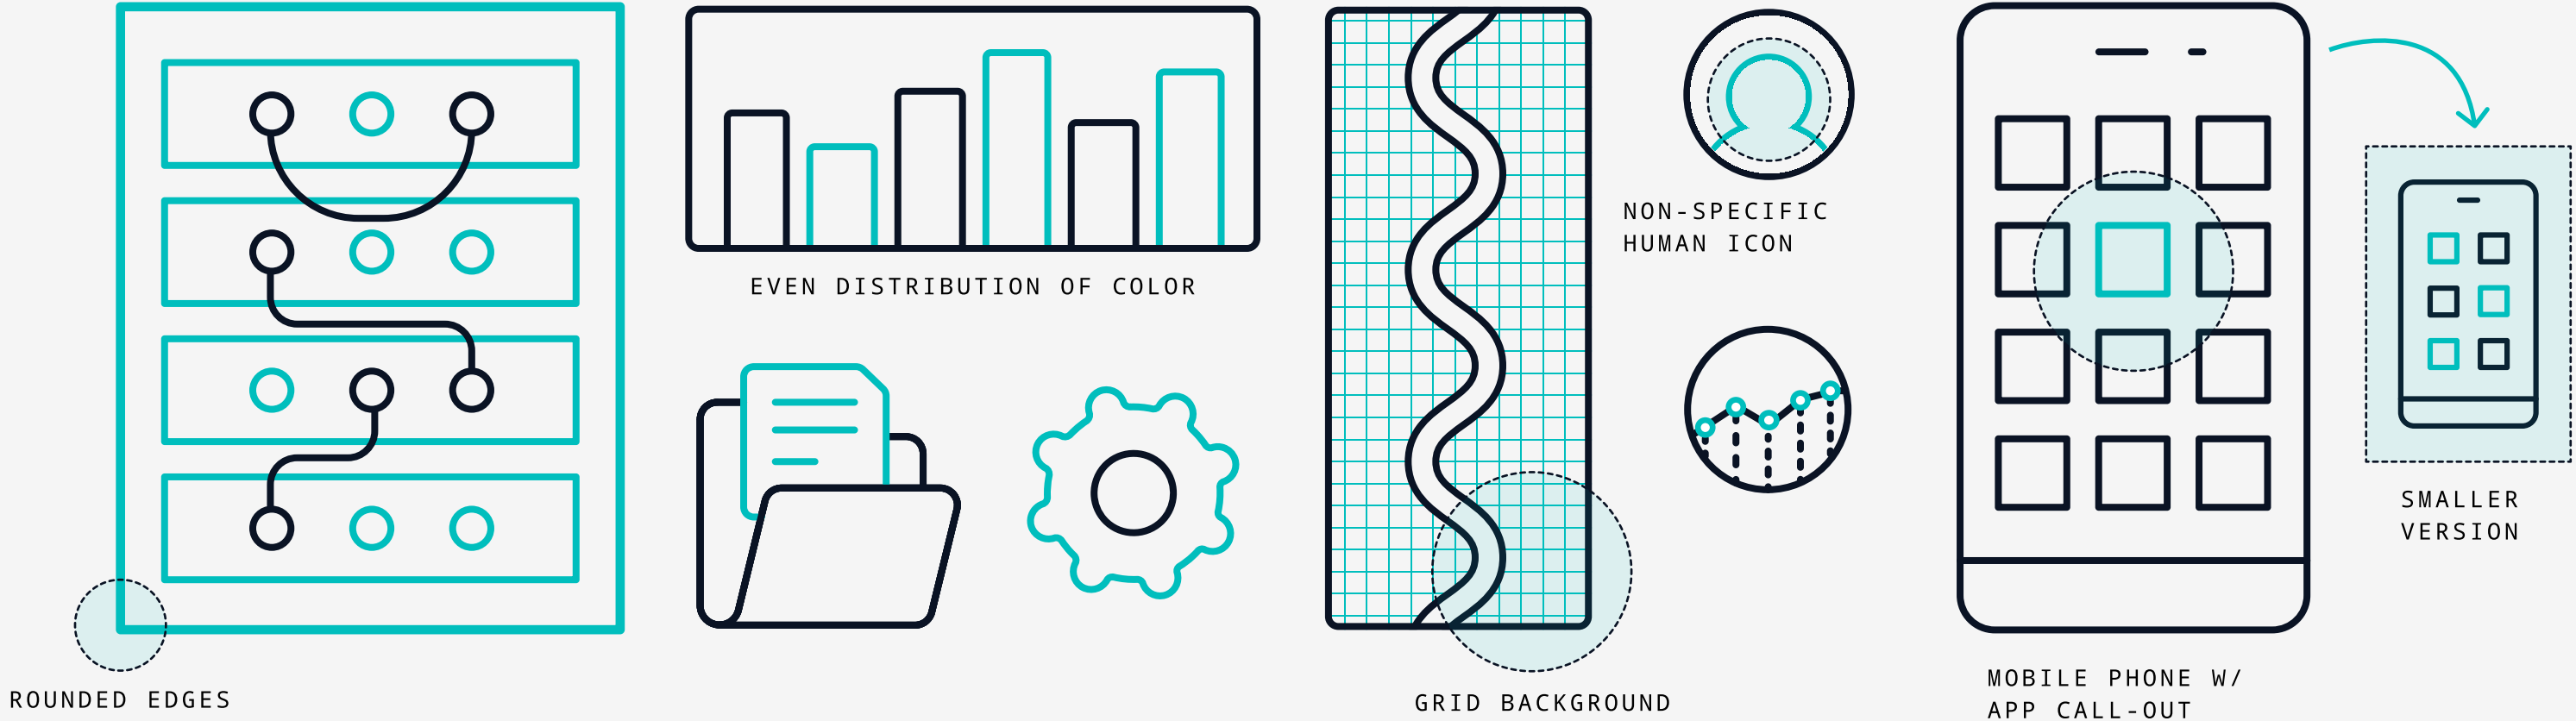 ROUNDED EDGES
EVEN DISTRIBUTION OF COLOR
GRID BACKGROUND
NON-SPECIFIC
HUMAN ICON
MOBILE PHONE W/
APP CALL-OUT
SMALLER
VERSION